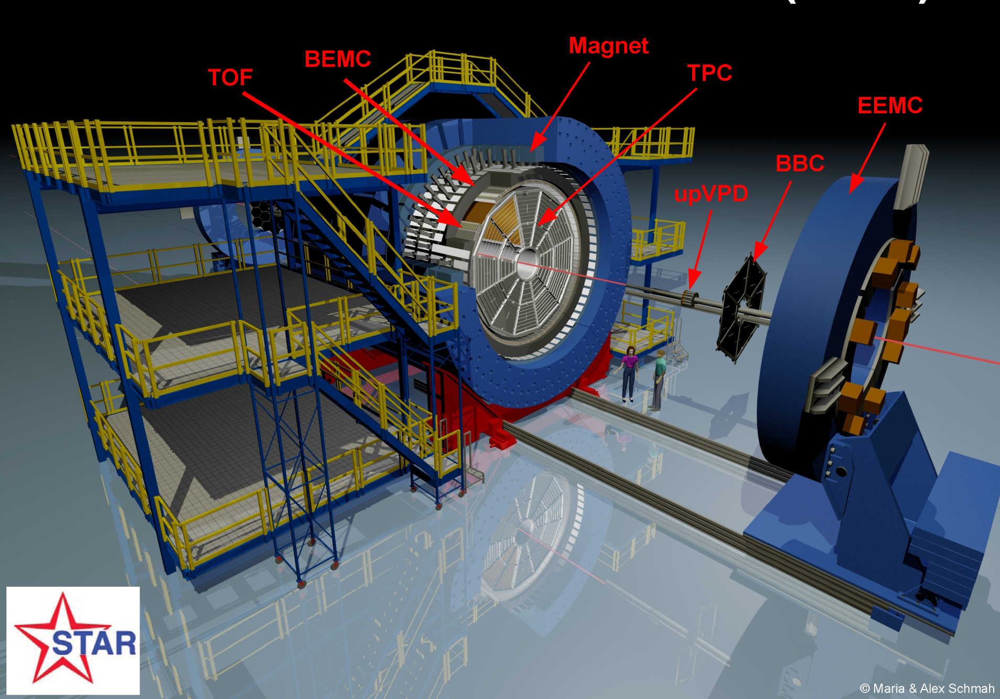 Magnet
BEMC
TPC
TOF
EEMC
BBC
upVPD
STAR
© Maria & Alex Schmah